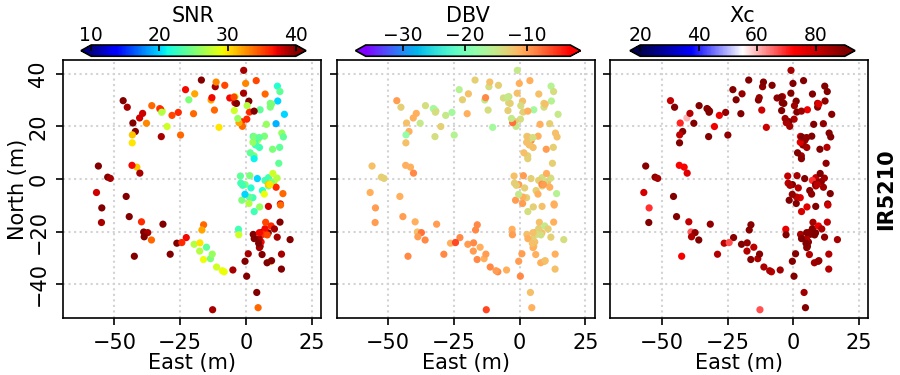 SNR DBV Xc
10 20 30 40 −30 −20 −10 20 40 60 80
40
20
0
−20
−40
North (m)
IR5210
−50 −25 0 25 −50 −25 0 25 −50 −25 0 25
East (m) East (m) East (m)